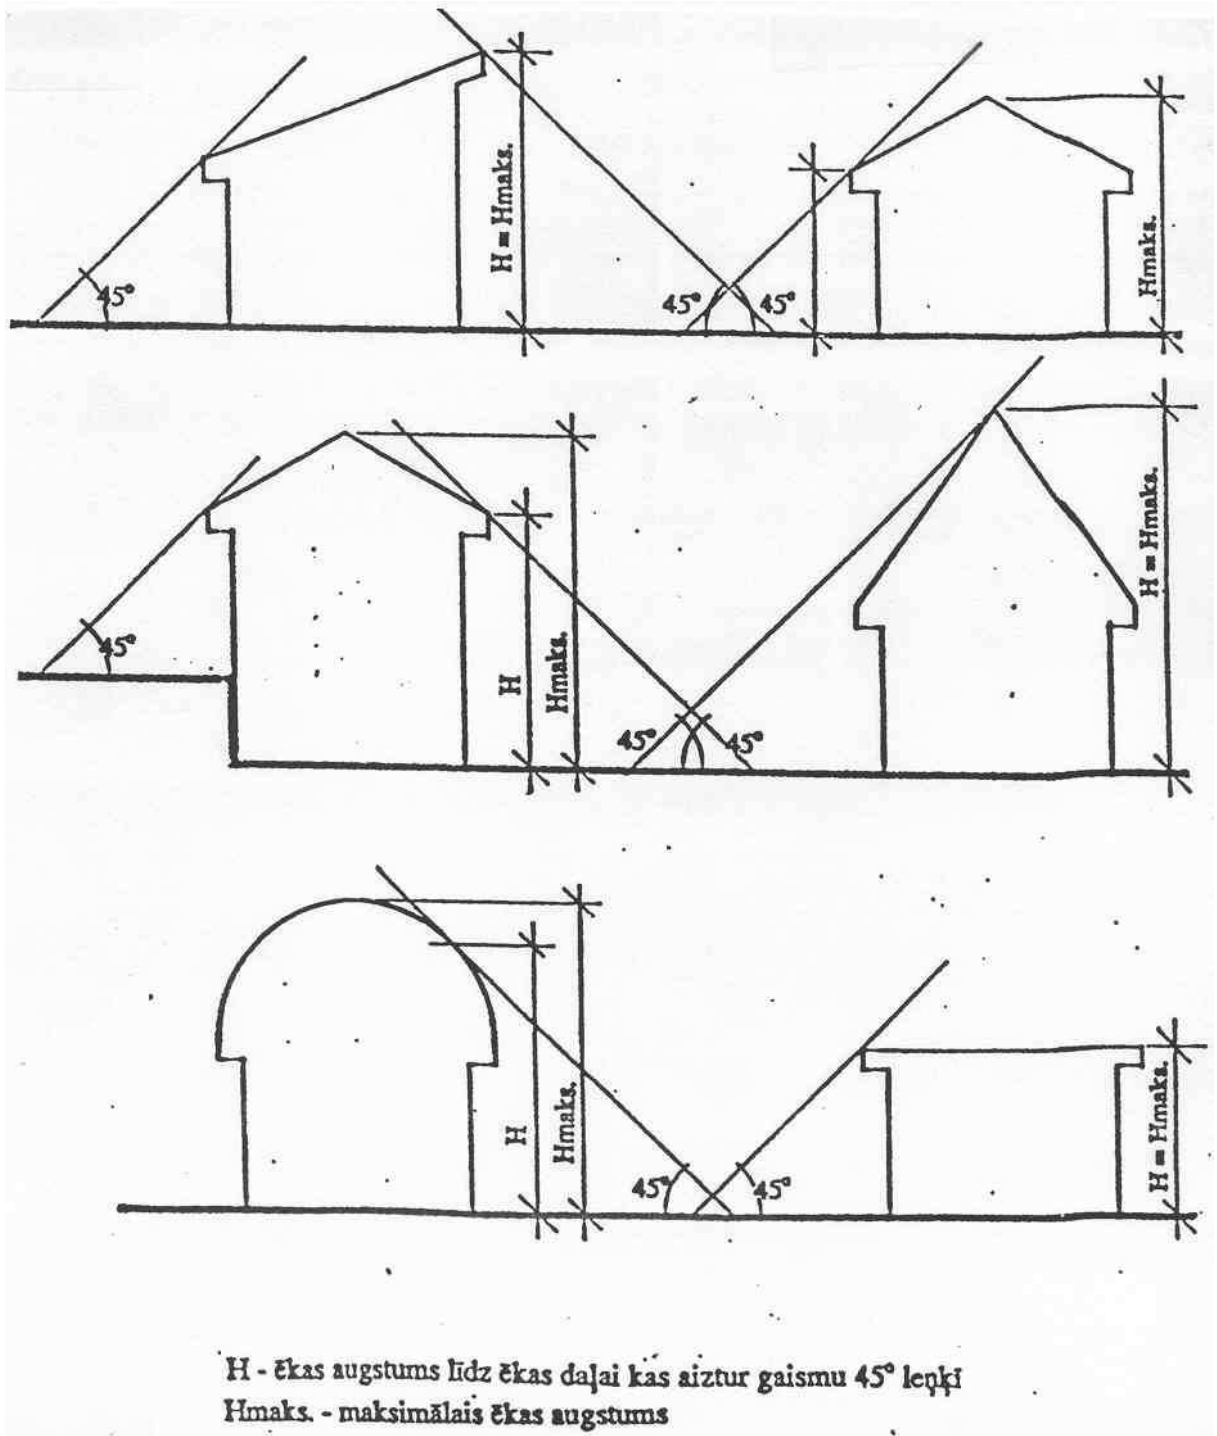 H = Hmaks.
45°
45°
45°
Hmaks.
H = Hmaks.
45°
H
Hmaks.
45°
45°
H
Hmaks.
45°
45°
H = Hmaks.
H - ēkas augstums līdz ēkas daļai kas aiztur gaismu 45° leņķī
Hmaks. - maksimālais ēkas augstums